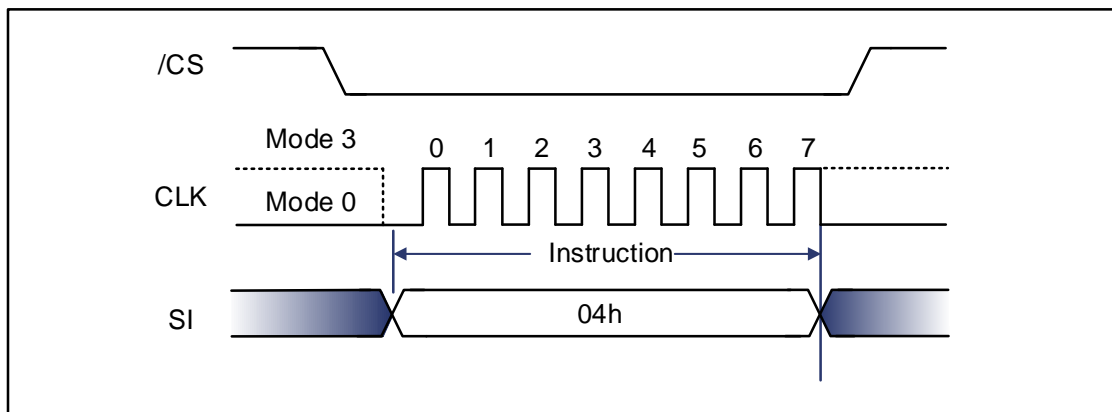 /CS
Mode 3
0 1 2 3 4 5 6 7
CLK
Mode 0
Instruction
SI
04h